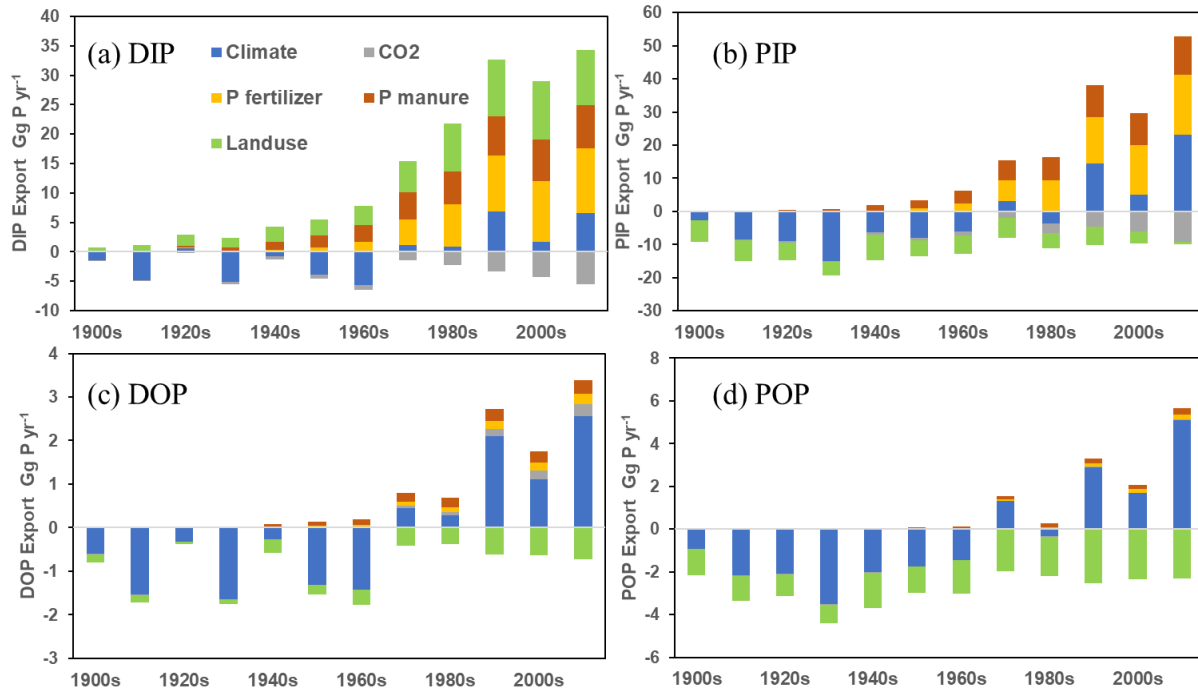 (a) DIP
Climate
CO2
P fertilizer
P manure
Landuse
DIP Export Gg P yr-1
40
35
30
25
20
15
10
5
0
-5
-10
1900s 1920s 1940s 1960s 1980s 2000s
(b) PIP
PIP Export Gg P yr-1
60
50
40
30
20
10
0
-10
-20
-30
1900s 1920s 1940s 1960s 1980s 2000s
(c) DOP
DOP Export Gg P yr-1
4
3
2
1
0
-1
-2
-3
1900s 1920s 1940s 1960s 1980s 2000s
(d) POP
POP Export Gg P yr-1
8
6
4
2
0
-2
-4
-6
1900s 1920s 1940s 1960s 1980s 2000s